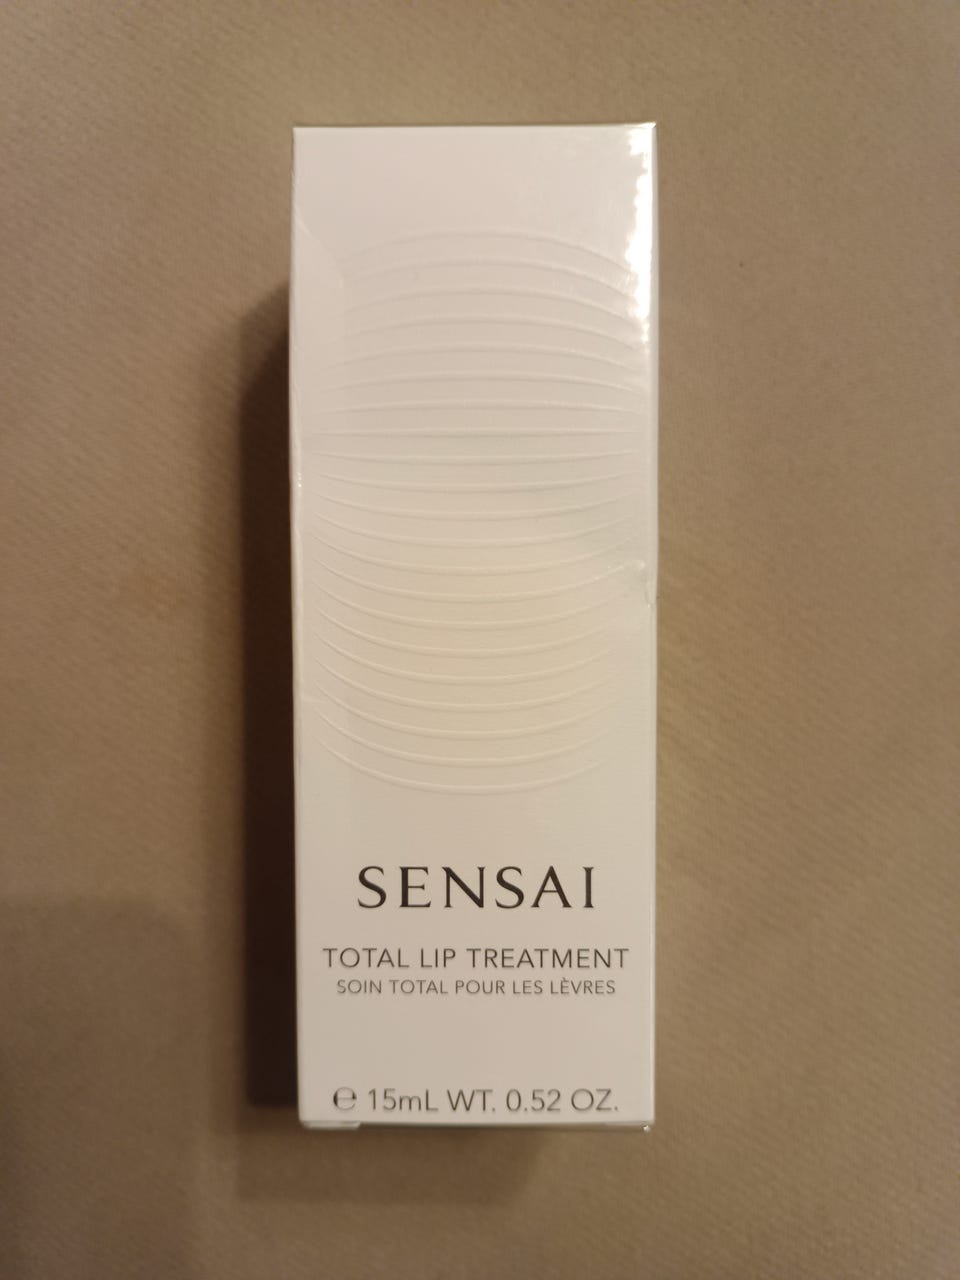 SENSAI
TOTAL LIP TREATMENT
SOIN TOTAL POUR LES LÈVRES
℮ 15mL WT. 0.52 OZ.